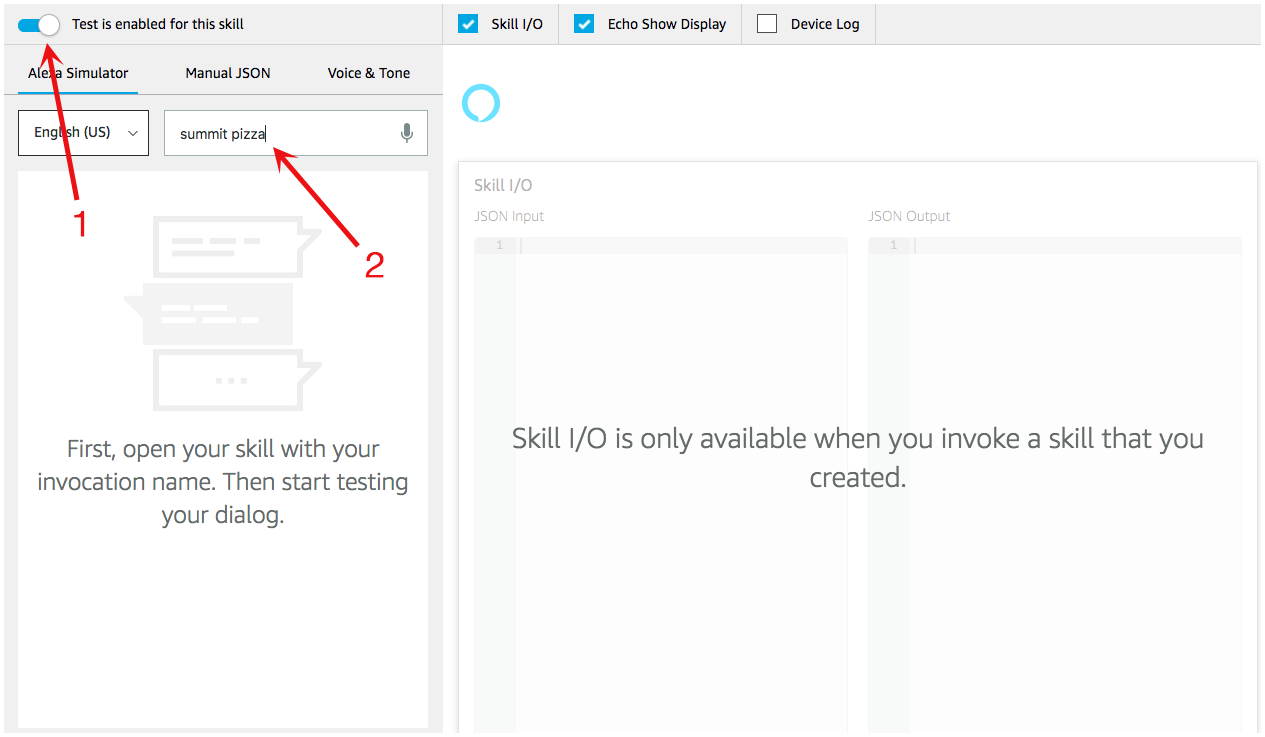 Test is enabled for this skill
Skill I/O
Echo Show Display
Device Log
Alexa Simulator
Manual JSON
Voice & Tone
English (US)
summit pizza
1
2
First, open your skill with your
invocation name. Then start testing
your dialog.
Skill I/O
JSON Input
JSON Output
1
1
Skill I/O is only available when you invoke a skill that you
created.